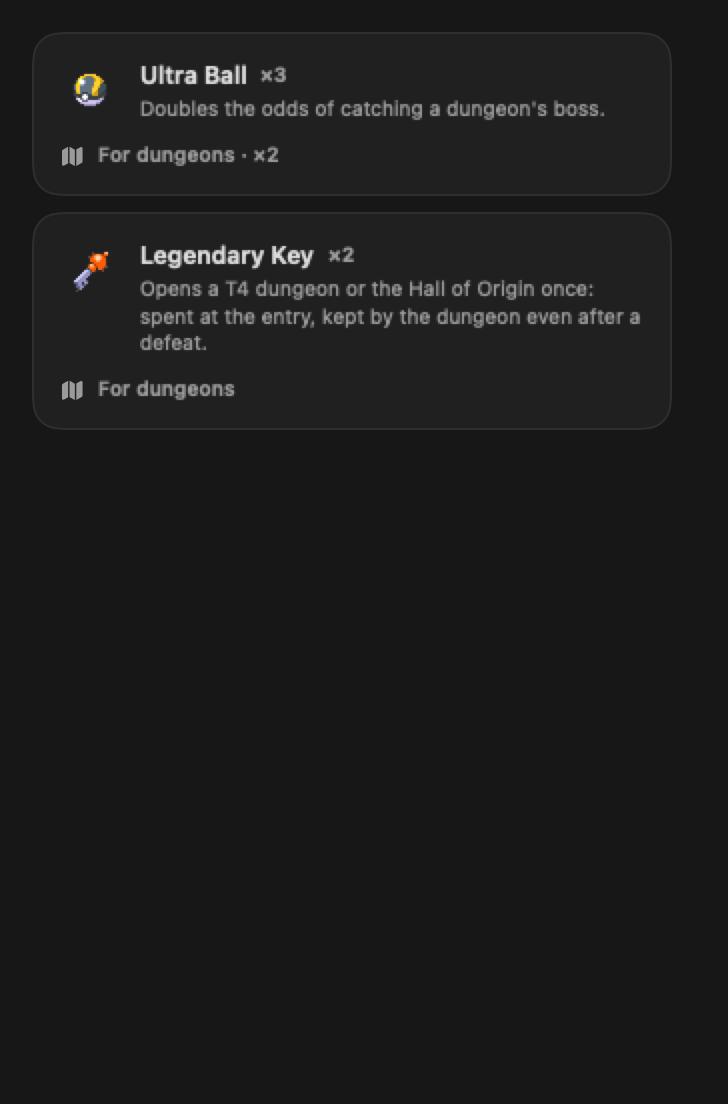 Ultra Ball ×3
Doubles the odds of catching a dungeon's boss.
For dungeons · ×2
Legendary Key ×2
Opens a T4 dungeon or the Hall of Origin once:
spent at the entry, kept by the dungeon even after a
defeat.
For dungeons